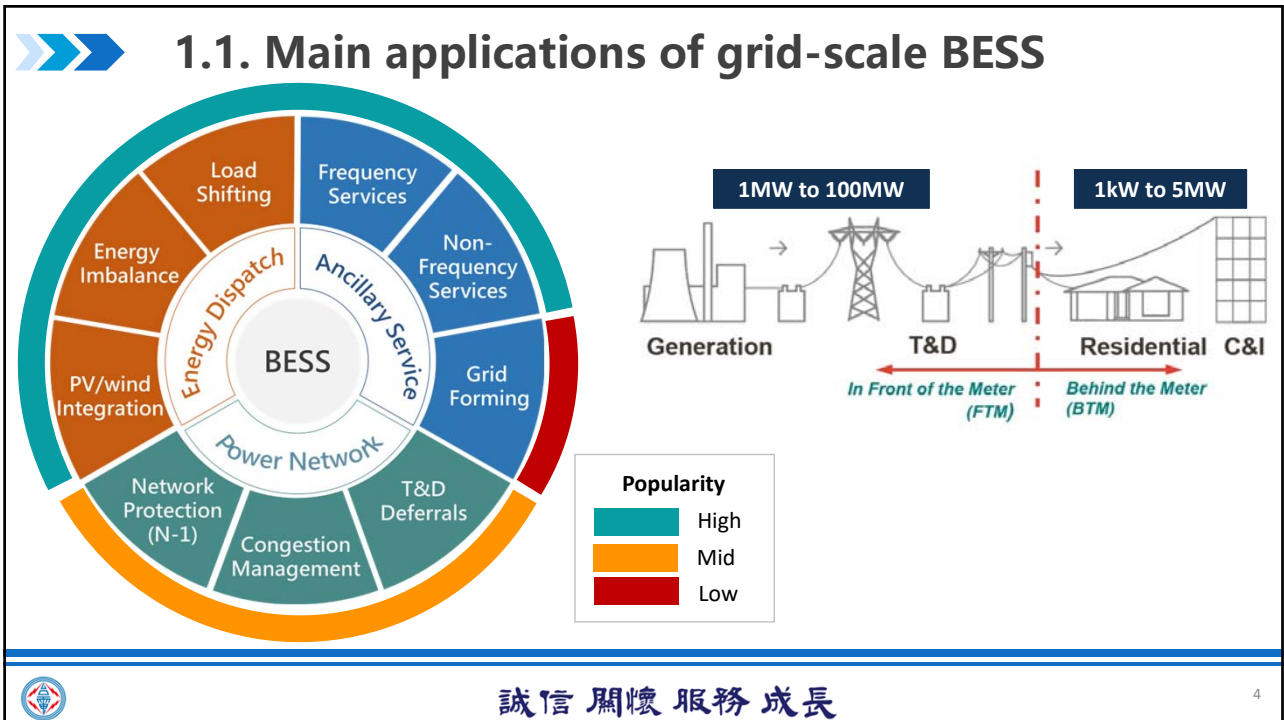 1.1. Main applications of grid-scale BESS
Load
Shifting
Frequency
Services
Energy
Imbalance
Non-
Frequency
Services
PV/wind
Integration
Grid
Forming
Network
Protection
(N-1)
Congestion
Management
T&D
Deferrals
Energy Dispatch
Ancillary Service
Power Network
BESS
1MW to 100MW
1kW to 5MW
Generation
T&D
Residential
C&I
In Front of the Meter
(FTM)
Behind the Meter
(BTM)
Popularity
High
Mid
Low
誠信 關懷 服務 成長
4